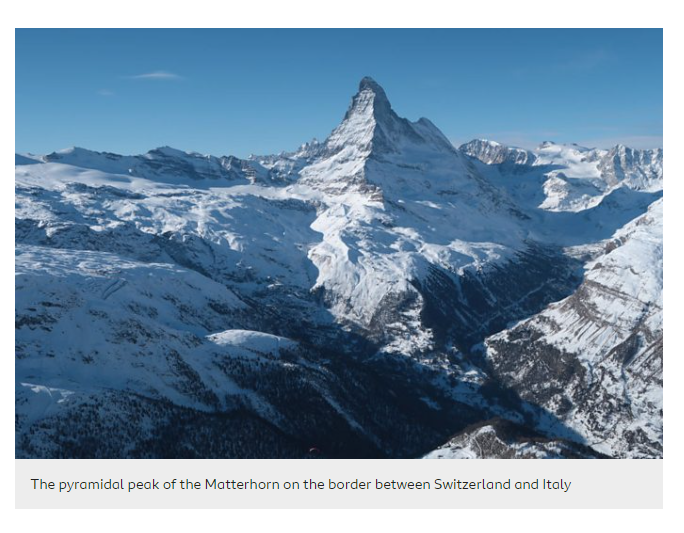 The pyramidal peak of the Matterhorn on the border between Switzerland and Italy